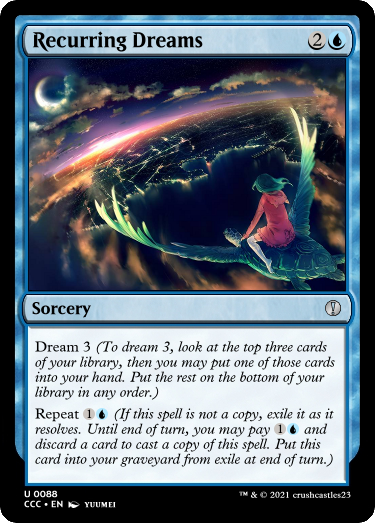 Recurring Dreams 2
Sorcery
Dream 3 (To dream 3, look at the top three cards
of your library, then you may put one of those cards
into your hand. Put the rest on the bottom of your
library in any order.)
Repeat 1 (If this spell is not a copy, exile it as it
resolves. Until end of turn, you may pay 1 and
discard a card to cast a copy of this spell. Put this
card into your graveyard from exile at end of turn.)
U 0088
CCC • EN YUUMEI
™ & © 2021 crushcastles23